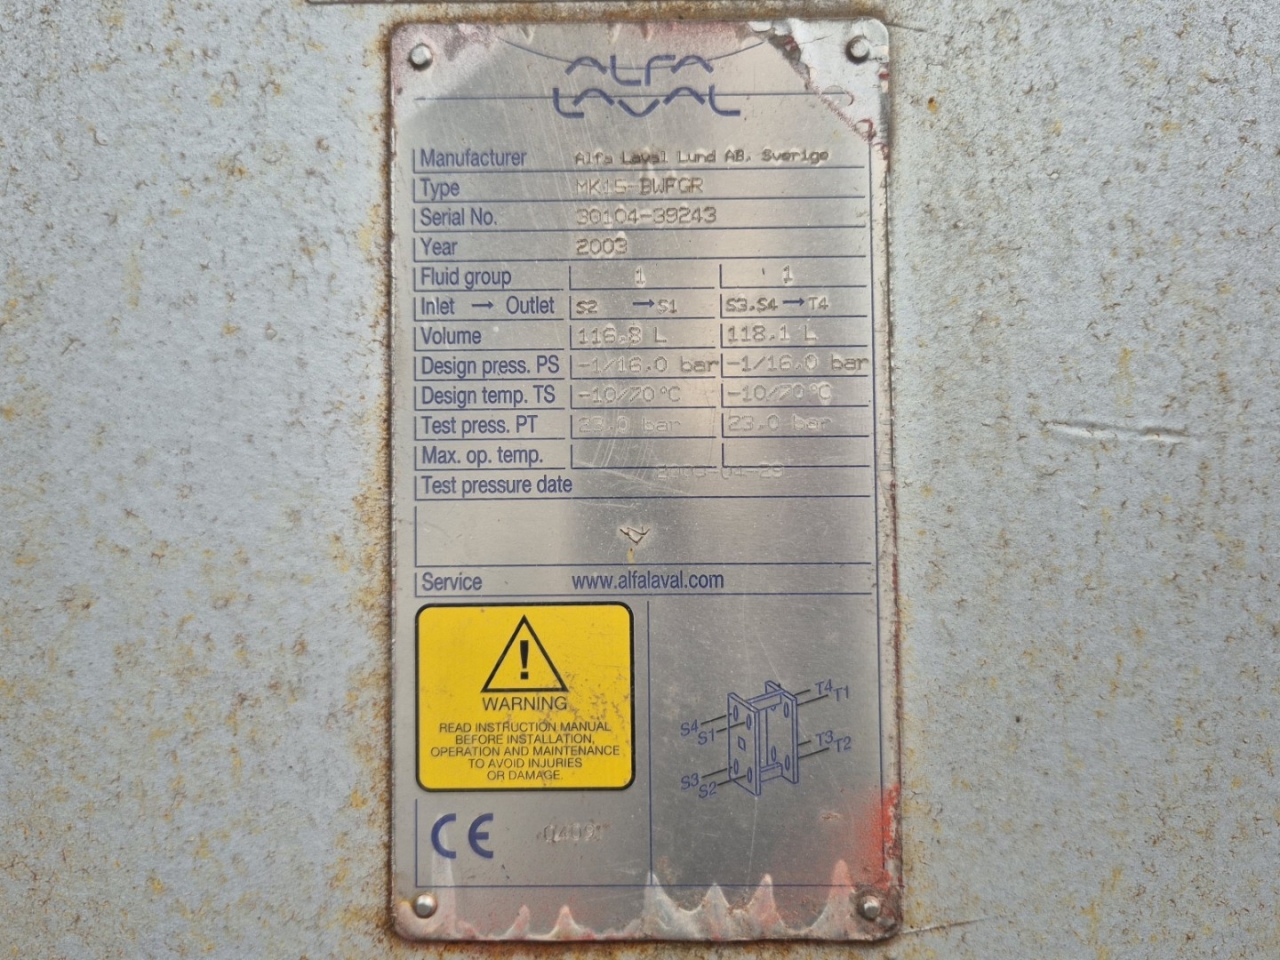 ALFA
LAVAL
Manufacturer Alfa Laval Lund AB, Sverige
Type MK15-BWFGR
Serial No. 30104-39243
Year 2003
Fluid group 1 1
Inlet → Outlet S2 → S1 S3.S4 → T4
Volume 116.8 L 118.1 L
Design press. PS -1/16.0 bar -1/16.0 bar
Design temp. TS -10/70°C -10/70°C
Test press. PT 23.0 bar 23.0 bar
Max. op. temp.
Test pressure date
Service www.alfalaval.com
!
WARNING
READ INSTRUCTION MANUAL
BEFORE INSTALLATION,
OPERATION AND MAINTENANCE
TO AVOID INJURIES
OR DAMAGE.
T4
T1
S4
S1
T3
T2
S3
S2
CE